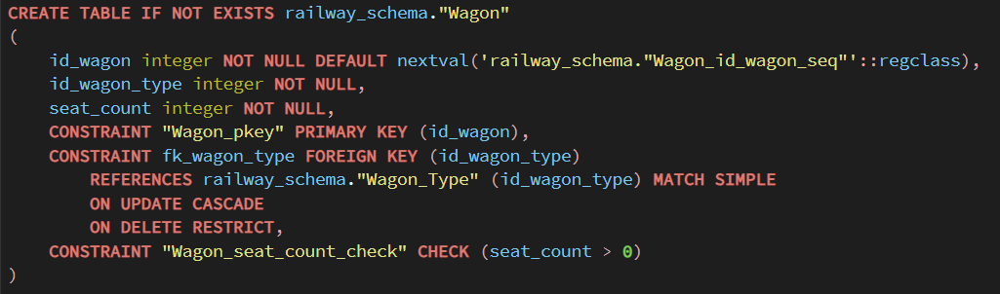 CREATE TABLE IF NOT EXISTS railway_schema."Wagon"
(
    id_wagon integer NOT NULL DEFAULT nextval('railway_schema."Wagon_id_wagon_seq"'::regclass),
    id_wagon_type integer NOT NULL,
    seat_count integer NOT NULL,
    CONSTRAINT "Wagon_pkey" PRIMARY KEY (id_wagon),
    CONSTRAINT fk_wagon_type FOREIGN KEY (id_wagon_type)
        REFERENCES railway_schema."Wagon_Type" (id_wagon_type) MATCH SIMPLE
        ON UPDATE CASCADE
        ON DELETE RESTRICT,
    CONSTRAINT "Wagon_seat_count_check" CHECK (seat_count > 0)
)